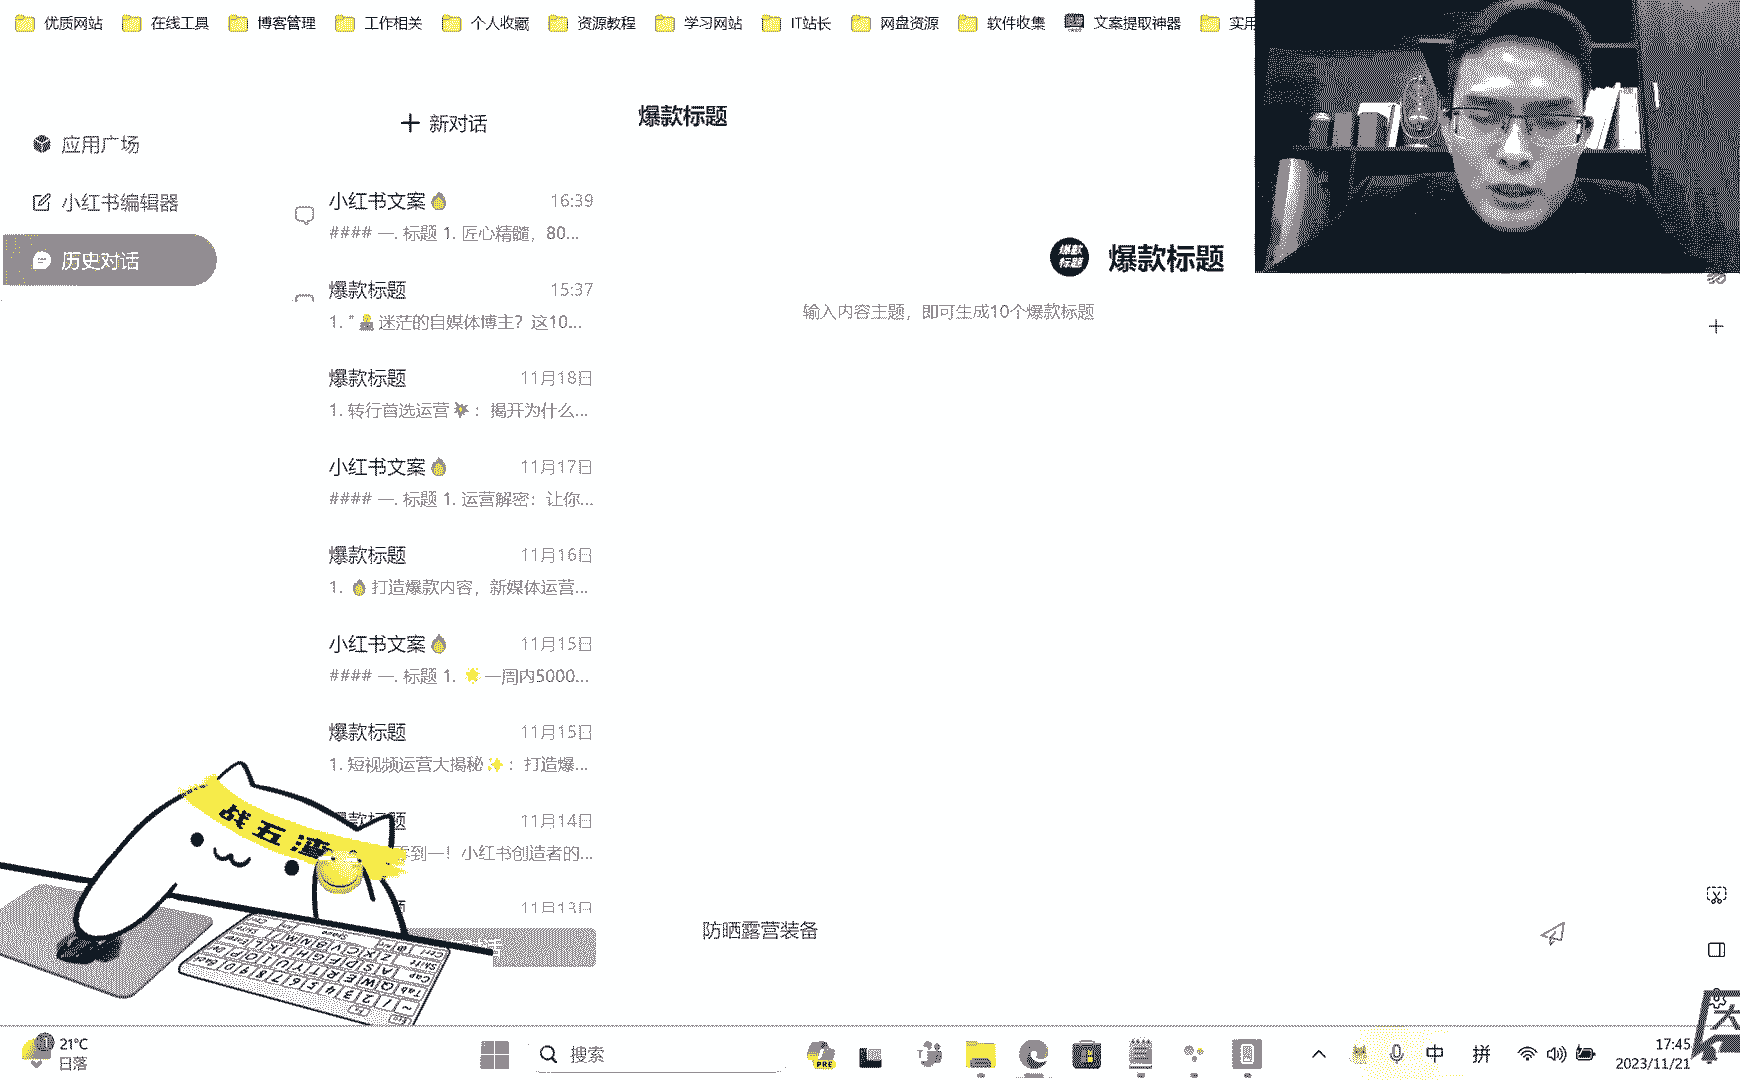 优质网站 在线工具 博客管理 工作相关 个人收藏 资源教程 学习网站 IT站长 网盘资源 软件收集 文案提取神器 实用
应用广场
小红书编辑器
历史对话
新对话
小红书文案 16:39
#### 一. 标题 1. 匠心精髓，80...
爆款标题 15:37
1. "🧘迷茫的自媒体博主？这10...
爆款标题 11月18日
1. 转行首选运营💥：揭开为什么...
小红书文案 11月17日
#### 一. 标题 1. 运营解密：让你...
爆款标题 11月16日
1. 🔥打造爆款内容，新媒体运营...
小红书文案 11月15日
#### 一. 标题 1. 🌟一周内5000...
爆款标题 11月15日
1. 短视频运营大揭秘✨：打造爆...
款标题 11月14日
零到一！小红书创造者的...
11月13日
爆款标题
爆款标题 爆款标题
输入内容主题，即可生成10个爆款标题
防晒露营装备
战五渣
21°C
日落
搜索
PRE
中 拼
17:45
2023/11/21